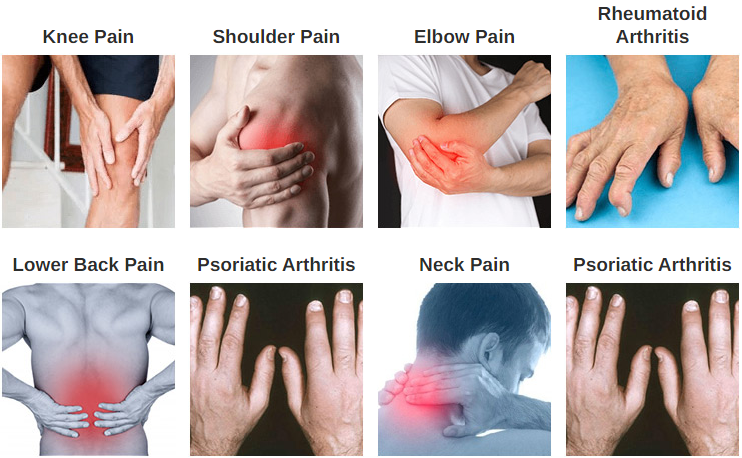 Knee Pain
Shoulder Pain
Elbow Pain
Rheumatoid
Arthritis
Lower Back Pain
Psoriatic Arthritis
Neck Pain
Psoriatic Arthritis